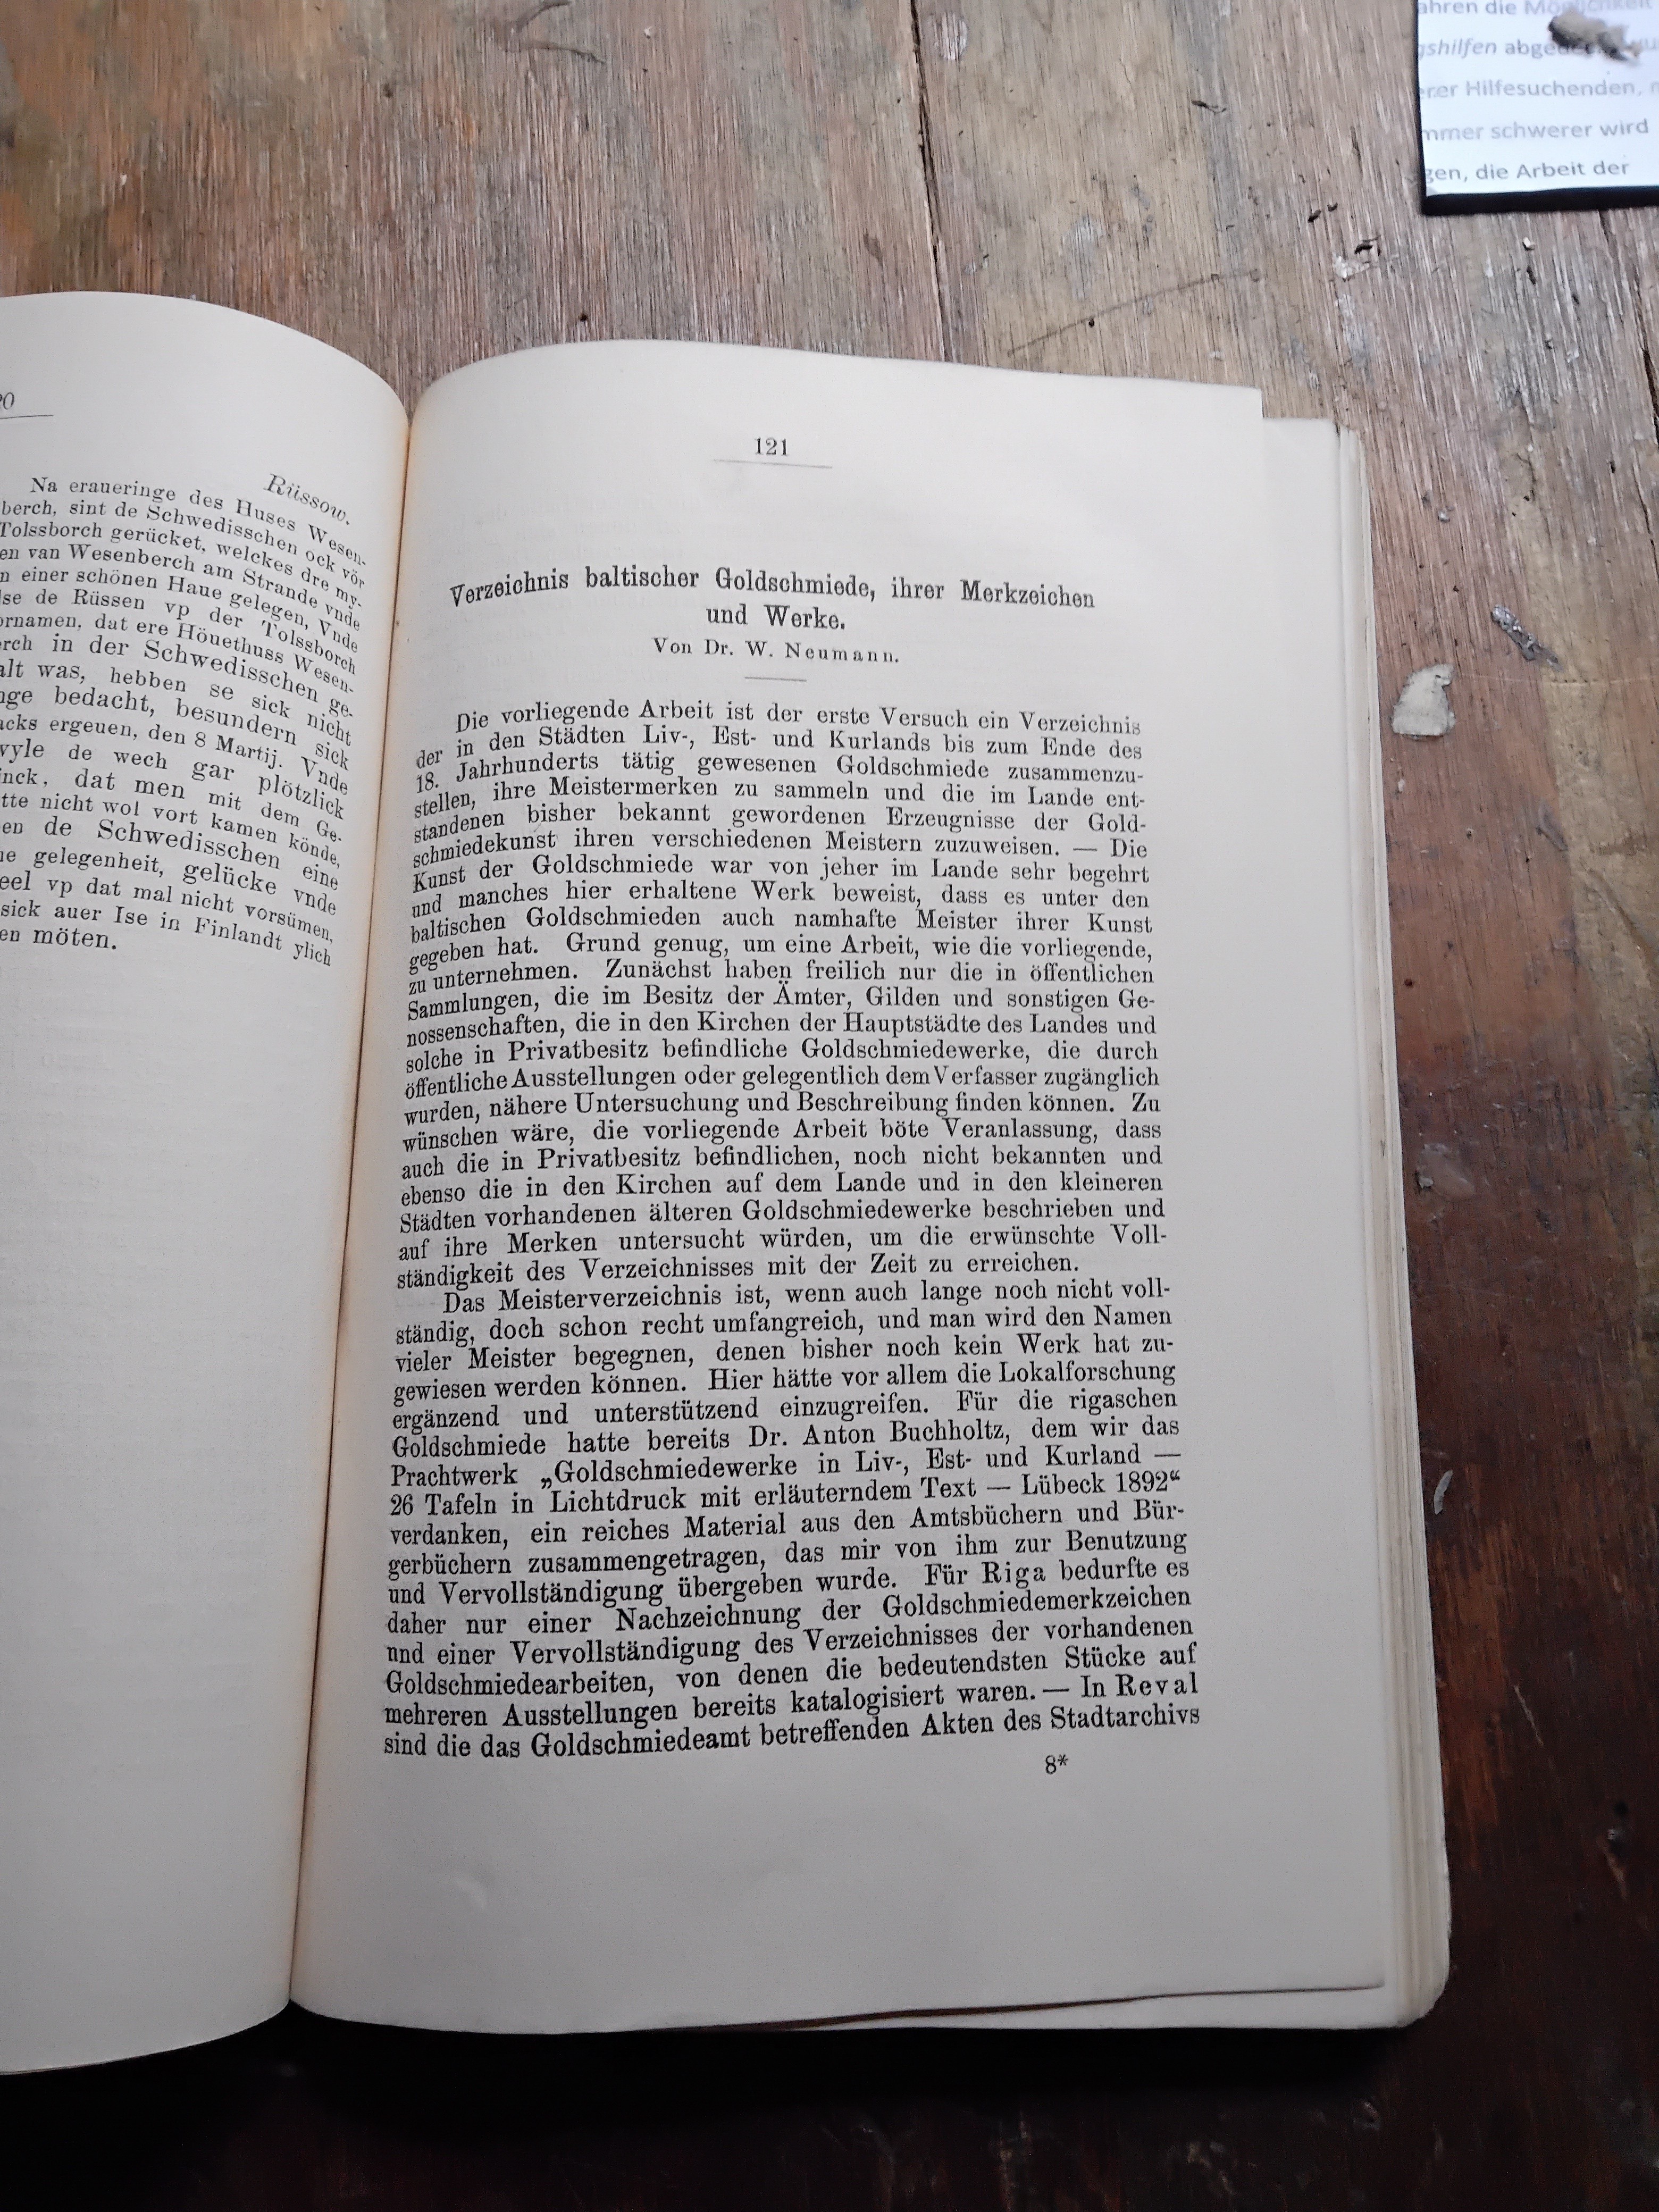 ahren die Möglichkeit
gshilfen
erer Hilfesuchenden,
mmer schwerer wird
gen, die Arbeit der
20
Rüssow.
Na eraueringe des Huses Wesen-
berch, sint de Schwedisschen ock vör
Tolssborch gerücket, welckes dre my-
en van Wesenberch am Strande vnde
n einer schönen Haue gelegen, Vnde
lse de Rüssen vp der Tolssborch
ornamen, dat ere Höuethuss Wesen-
erch in der Schwedisschen ge-
alt was, hebben se sick nicht
nge bedacht, besundern sick
acks ergeuen, den 8 Martij. Vnde
wyle de wech gar plötzlick
inck, dat men mit dem Ge-
tte nicht wol vort kamen könde,
en de Schwedisschen eine
ne gelegenheit, gelücke vnde
eel vp dat mal nicht vorsümen,
sick auer Ise in Finlandt ylich
en möten.
121
Verzeichnis baltischer Goldschmiede, ihrer Merkzeichen
und Werke.
Von Dr. W. Neumann.
Die vorliegende Arbeit ist der erste Versuch ein Verzeichnis
der in den Städten Liv-, Est- und Kurlands bis zum Ende des
18. Jahrhunderts tätig gewesenen Goldschmiede zusammenzu-
stellen, ihre Meistermerken zu sammeln und die im Lande ent-
standenen bisher bekannt gewordenen Erzeugnisse der Gold-
schmiedekunst ihren verschiedenen Meistern zuzuweisen. — Die
Kunst der Goldschmiede war von jeher im Lande sehr begehrt
und manches hier erhaltene Werk beweist, dass es unter den
baltischen Goldschmieden auch namhafte Meister ihrer Kunst
gegeben hat. Grund genug, um eine Arbeit, wie die vorliegende,
zu unternehmen. Zunächst haben freilich nur die in öffentlichen
Sammlungen, die im Besitz der Ämter, Gilden und sonstigen Ge-
nossenschaften, die in den Kirchen der Hauptstädte des Landes und
solche in Privatbesitz befindliche Goldschmiedewerke, die durch
öffentliche Ausstellungen oder gelegentlich dem Verfasser zugänglich
wurden, nähere Untersuchung und Beschreibung finden können. Zu
wünschen wäre, die vorliegende Arbeit böte Veranlassung, dass
auch die in Privatbesitz befindlichen, noch nicht bekannten und
ebenso die in den Kirchen auf dem Lande und in den kleineren
Städten vorhandenen älteren Goldschmiedewerke beschrieben und
auf ihre Merken untersucht würden, um die erwünschte Voll-
ständigkeit des Verzeichnisses mit der Zeit zu erreichen.
Das Meisterverzeichnis ist, wenn auch lange noch nicht voll-
ständig, doch schon recht umfangreich, und man wird den Namen
vieler Meister begegnen, denen bisher noch kein Werk hat zu-
gewiesen werden können. Hier hätte vor allem die Lokalforschung
ergänzend und unterstützend einzugreifen. Für die rigaschen
Goldschmiede hatte bereits Dr. Anton Buchholtz, dem wir das
Prachtwerk „Goldschmiedewerke in Liv-, Est- und Kurland —
26 Tafeln in Lichtdruck mit erläuterndem Text — Lübeck 1892“
verdanken, ein reiches Material aus den Amtsbüchern und Bür-
gerbüchern zusammengetragen, das mir von ihm zur Benutzung
und Vervollständigung übergeben wurde. Für Riga bedurfte es
daher nur einer Nachzeichnung der Goldschmiedemerkzeichen
und einer Vervollständigung des Verzeichnisses der vorhandenen
Goldschmiedearbeiten, von denen die bedeutendsten Stücke auf
mehreren Ausstellungen bereits katalogisiert waren. — In Reval
sind die das Goldschmiedeamt betreffenden Akten des Stadtarchivs
8*